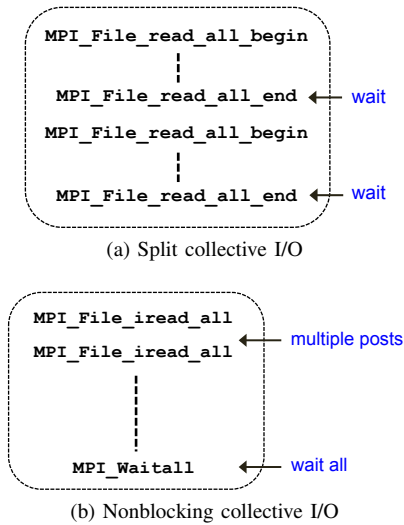 MPI_File_read_all_begin
MPI_File_read_all_end wait
MPI_File_read_all_begin
MPI_File_read_all_end wait
(a) Split collective I/O
MPI_File_iread_all
multiple posts
MPI_File_iread_all
MPI_Waitall wait all
(b) Nonblocking collective I/O